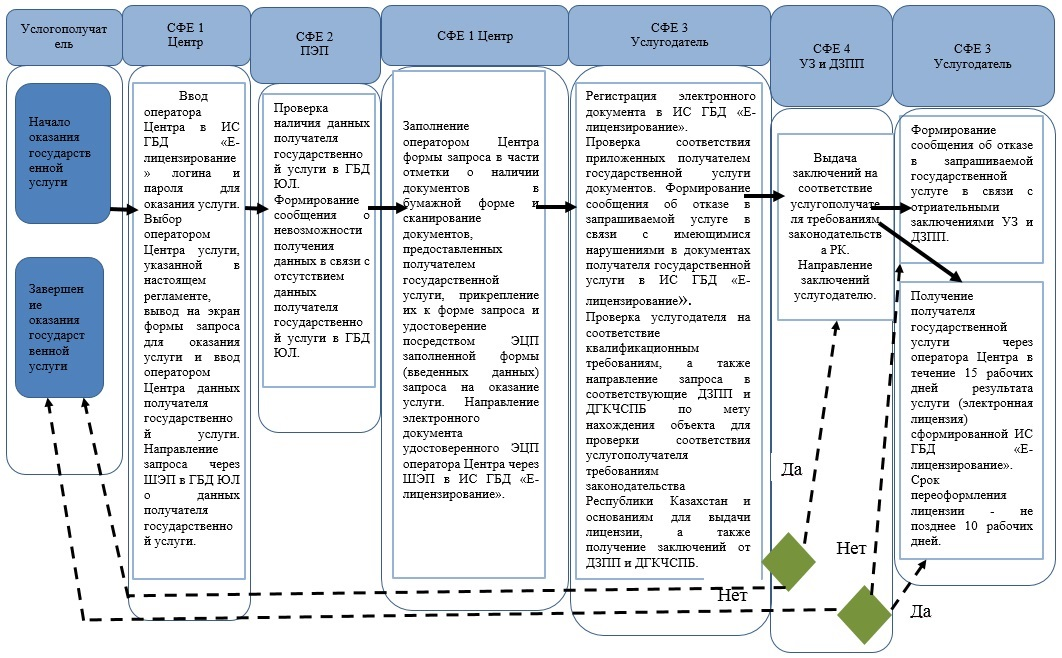 Услогополучат
ель
СФЕ 1
Центр
СФЕ 2
ПЭП
СФЕ 1 Центр
СФЕ 3
Услугодатель
СФЕ 4
УЗ и ДЗПП
СФЕ 3
Услугодатель
Начало
оказания
государств
енной
услуги
Завершен
ие
оказания
государст
венной
услуги
Ввод
оператора
Центра в ИС
ГБД «Е-
лицензирование
» логина и
пароля для
оказания услуги.
Выбор
оператором
Центра услуги,
указанной в
настоящем
регламенте,
вывод на экран
формы запроса
для оказания
услуги и ввод
оператором
Центра данных
получателя
государственно
й услуги.
Направление
запроса через
ШЭП в ГБД ЮЛ
о данных
получателя
государственно
й услуги.
Проверка
наличия данных
получателя
государственно
й услуги в ГБД
ЮЛ.
Формирование
сообщения о
невозможности
получения
данных в связи с
отсутствием
данных
получателя
государственно
й услуги в ГБД
ЮЛ.
Заполнение
оператором Центра
формы запроса в части
отметки о наличии
документов в
бумажной форме и
сканирование
документов,
предоставленных
получателем
государственной
услуги, прикрепление
их к форме запроса и
удостоверение
посредством ЭЦП
заполненной формы
(введенных данных)
запроса на оказание
услуги. Направление
электронного
документа
удостоверенного ЭЦП
оператора Центра через
ШЭП в ИС ГБД «Е-
лицензирование».
Регистрация электронного
документа в ИС ГБД «Е-
лицензирование».
Проверка соответствия
приложенных получателем
государственной услуги
документов. Формирование
сообщения об отказе в
запрашиваемой услуге в
связи с имеющимися
нарушениями в документах
получателя государственной
услуги в ИС ГБД «Е-
лицензирование».
Проверка услугодателя на
соответствие
квалификационным
требованиям, а также
направление запроса в
соответствующие ДЗПП и
ДГКЧСПБ по мету
нахождения объекта для
проверки соответствия
услугополучателя
требованиям
законодательства
Республики Казахстан и
основаниям для выдачи
лицензии, а также
получение заключений от
ДЗПП и ДГКЧСПБ.
Выдача
заключений на
соответствие
услугополучате
ля требованиям
законодательств
а РК.
Направление
заключений
услугодателю.
Формирование
сообщения об отказе
в запрашиваемой
государственной
услуге в связи с
отриательными
заключениями УЗ и
ДЗПП.
Получение
получателя
государственной
услуги через
оператора Центра в
течение 15 рабочих
дней результата
услуги (электронная
лицензия)
сформированной ИС
ГБД «Е-
лицензирование».
Срок
переоформления
лицензии - не
позднее 10 рабочих
дней.
Да
Нет
Нет
Да